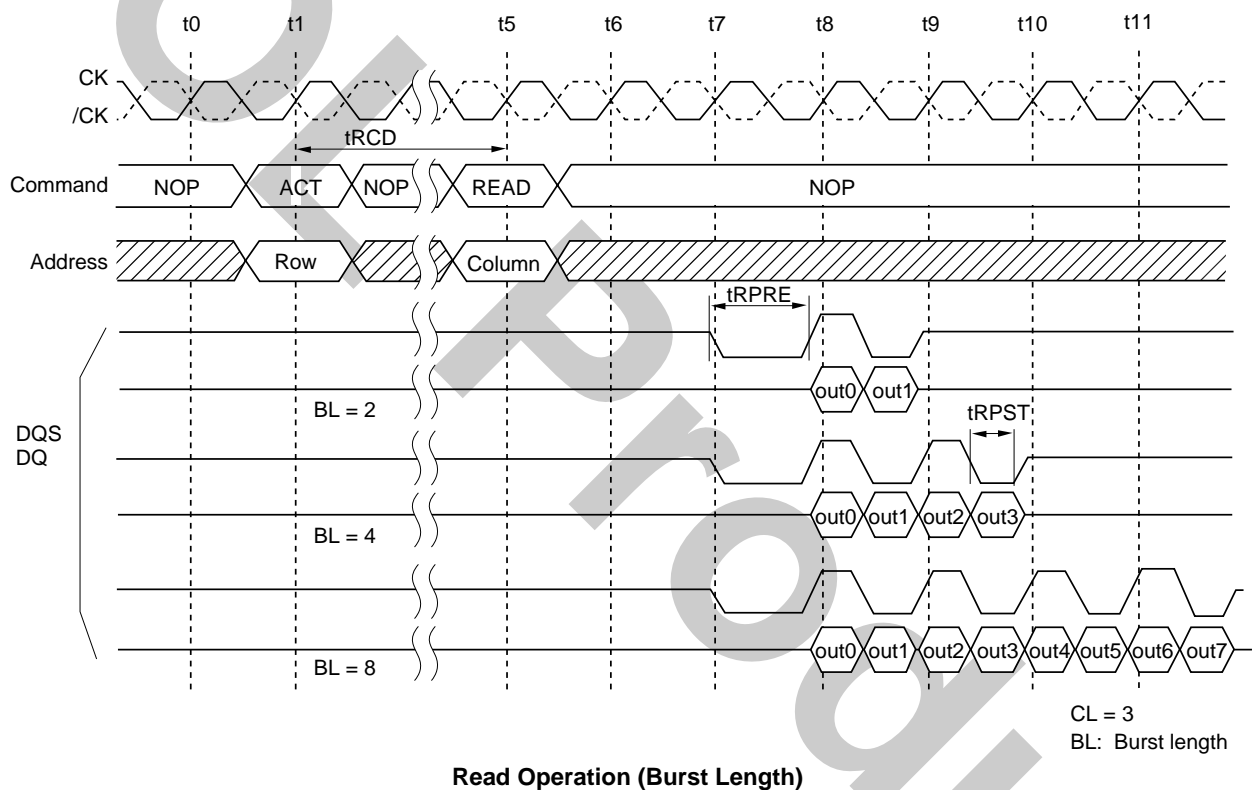 t0 t1 t5 t6 t7 t8 t9 t10 t11
CK
/CK
tRCD
Command NOP ACT NOP READ NOP
Address Row Column
tRPRE
out0 out1
BL = 2
tRPST
DQS
DQ
out0 out1 out2 out3
BL = 4
out0 out1 out2 out3 out4 out5 out6 out7
BL = 8
CL = 3
BL: Burst length
Read Operation (Burst Length)